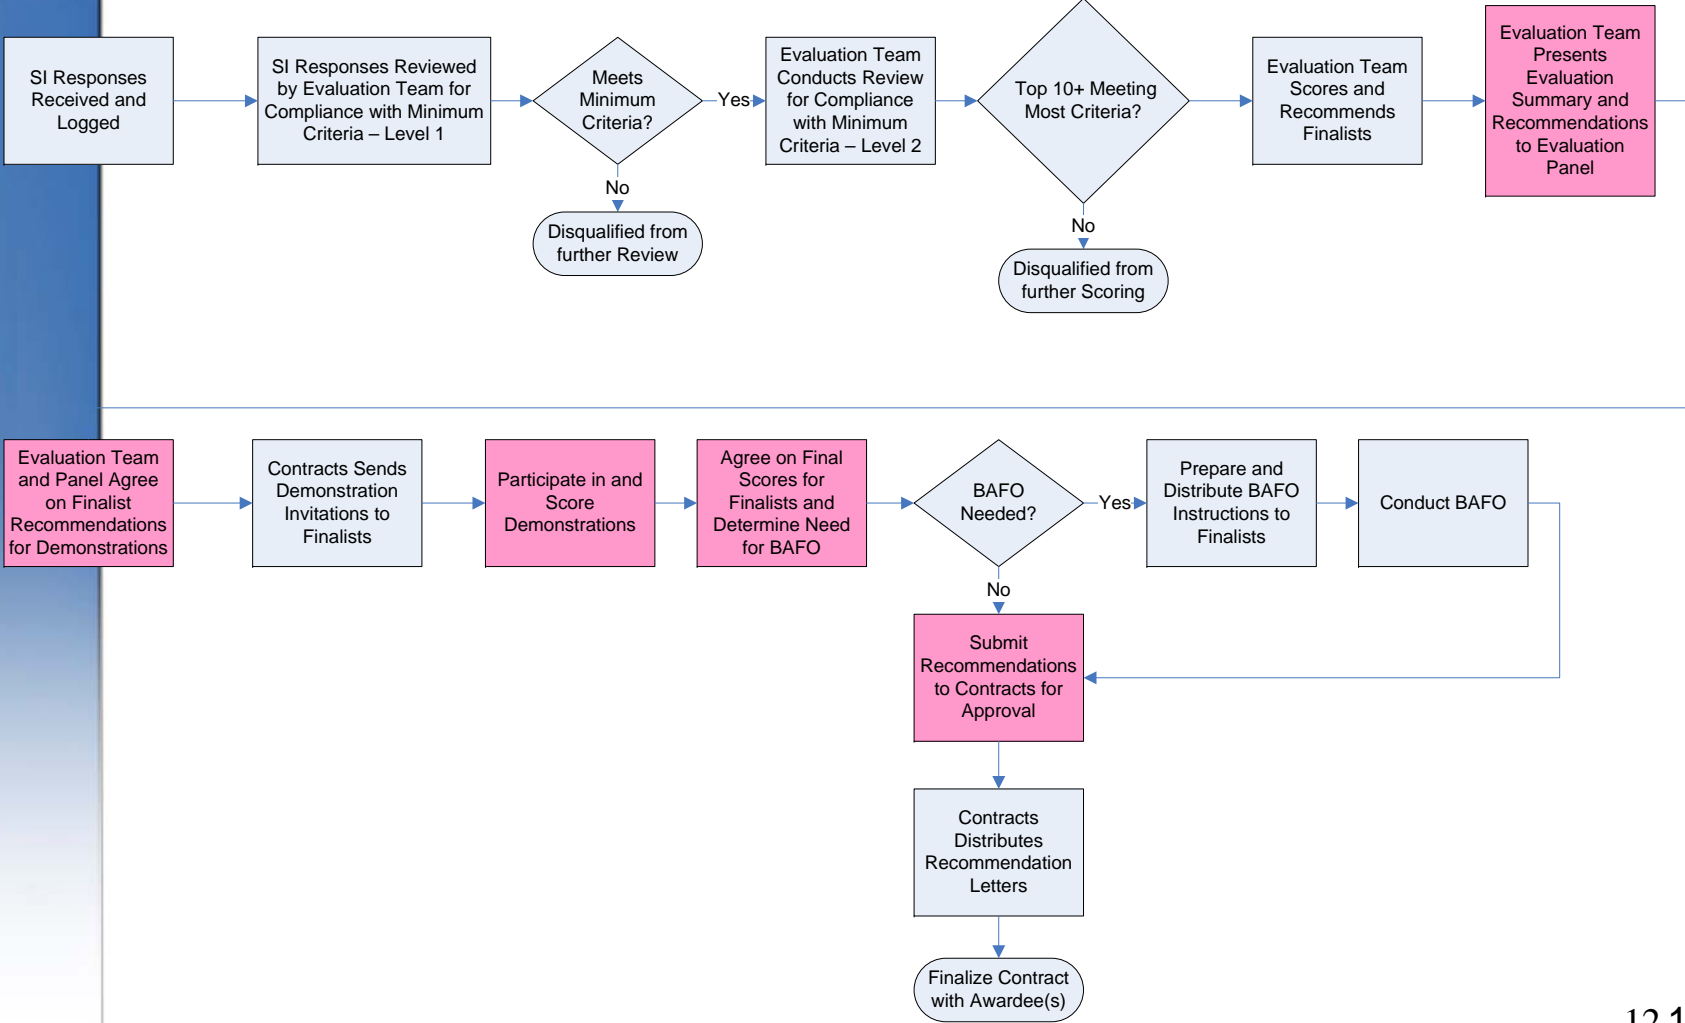 SI Responses
Received and
Logged
SI Responses Reviewed
by Evaluation Team for
Compliance with Minimum
Criteria – Level 1
Meets
Minimum
Criteria?
Yes
No
Disqualified from
further Review
Evaluation Team
Conducts Review
for Compliance
with Minimum
Criteria – Level 2
Top 10+ Meeting
Most Criteria?
No
Disqualified from
further Scoring
Evaluation Team
Scores and
Recommends
Finalists
Evaluation Team
Presents
Evaluation
Summary and
Recommendations
to Evaluation
Panel
Evaluation Team
and Panel Agree
on Finalist
Recommendations
for Demonstrations
Contracts Sends
Demonstration
Invitations to
Finalists
Participate in and
Score
Demonstrations
Agree on Final
Scores for
Finalists and
Determine Need
for BAFO
BAFO
Needed?
Yes
No
Prepare and
Distribute BAFO
Instructions to
Finalists
Conduct BAFO
Submit
Recommendations
to Contracts for
Approval
Contracts
Distributes
Recommendation
Letters
Finalize Contract
with Awardee(s)